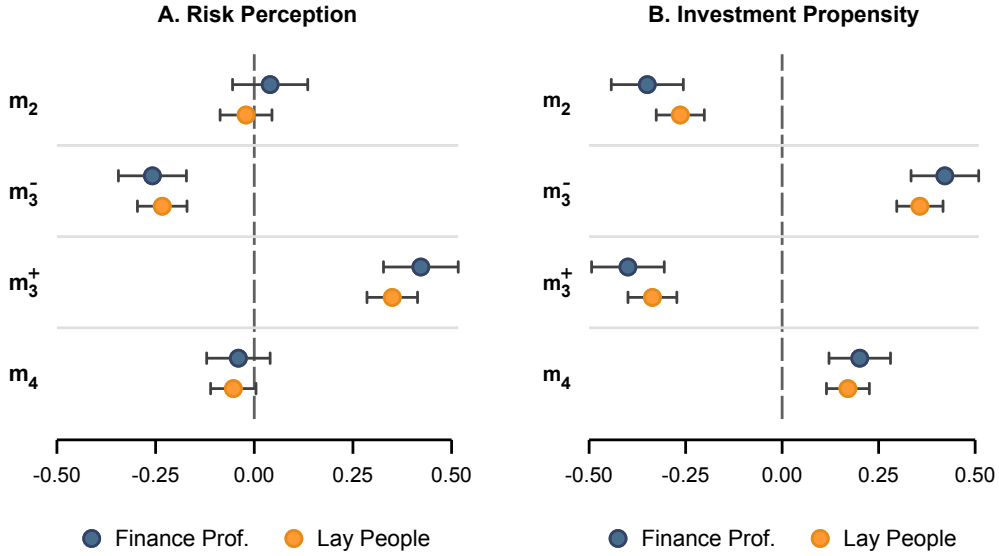 A. Risk Perception
m₂
m₃⁻
m₃⁺
m₄
-0.50 -0.25 0.00 0.25 0.50
Finance Prof. Lay People
B. Investment Propensity
m₂
m₃⁻
m₃⁺
m₄
-0.50 -0.25 0.00 0.25 0.50
Finance Prof. Lay People